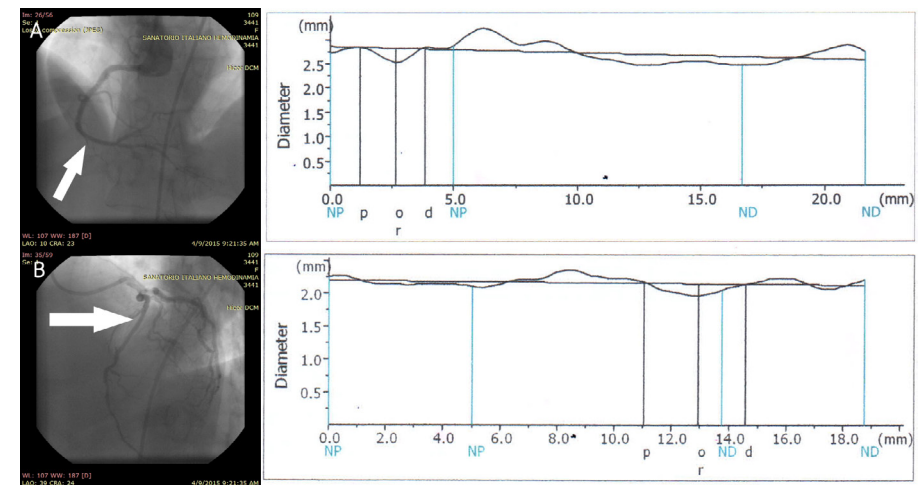 Im: 26/56
109
Se:
3441
A
F
SANATORIO ITALIANO HEMODINAMIA
3441
WL: 107 WW: 187 [D]
LAO: 10 CRA: 23
4/9/2015 9:21:35 AM
(mm)
2.5
2.0
1.5
1.0
0.5
Diameter
0.0 5.0 10.0 15.0 20.0 (mm)
NP p o d NP ND ND
r
Im: 35/59
109
Se:
3441
B
F
SANATORIO ITALIANO HEMODINAMIA
3441
WL: 107 WW: 187 [D]
LAO: 39 CRA: 24
4/9/2015 9:21:35 AM
(mm)
2.0
1.5
1.0
0.5
Diameter
0.0 2.0 4.0 6.0 8.0 10.0 12.0 14.0 16.0 18.0 (mm)
NP NP p o ND d ND
r